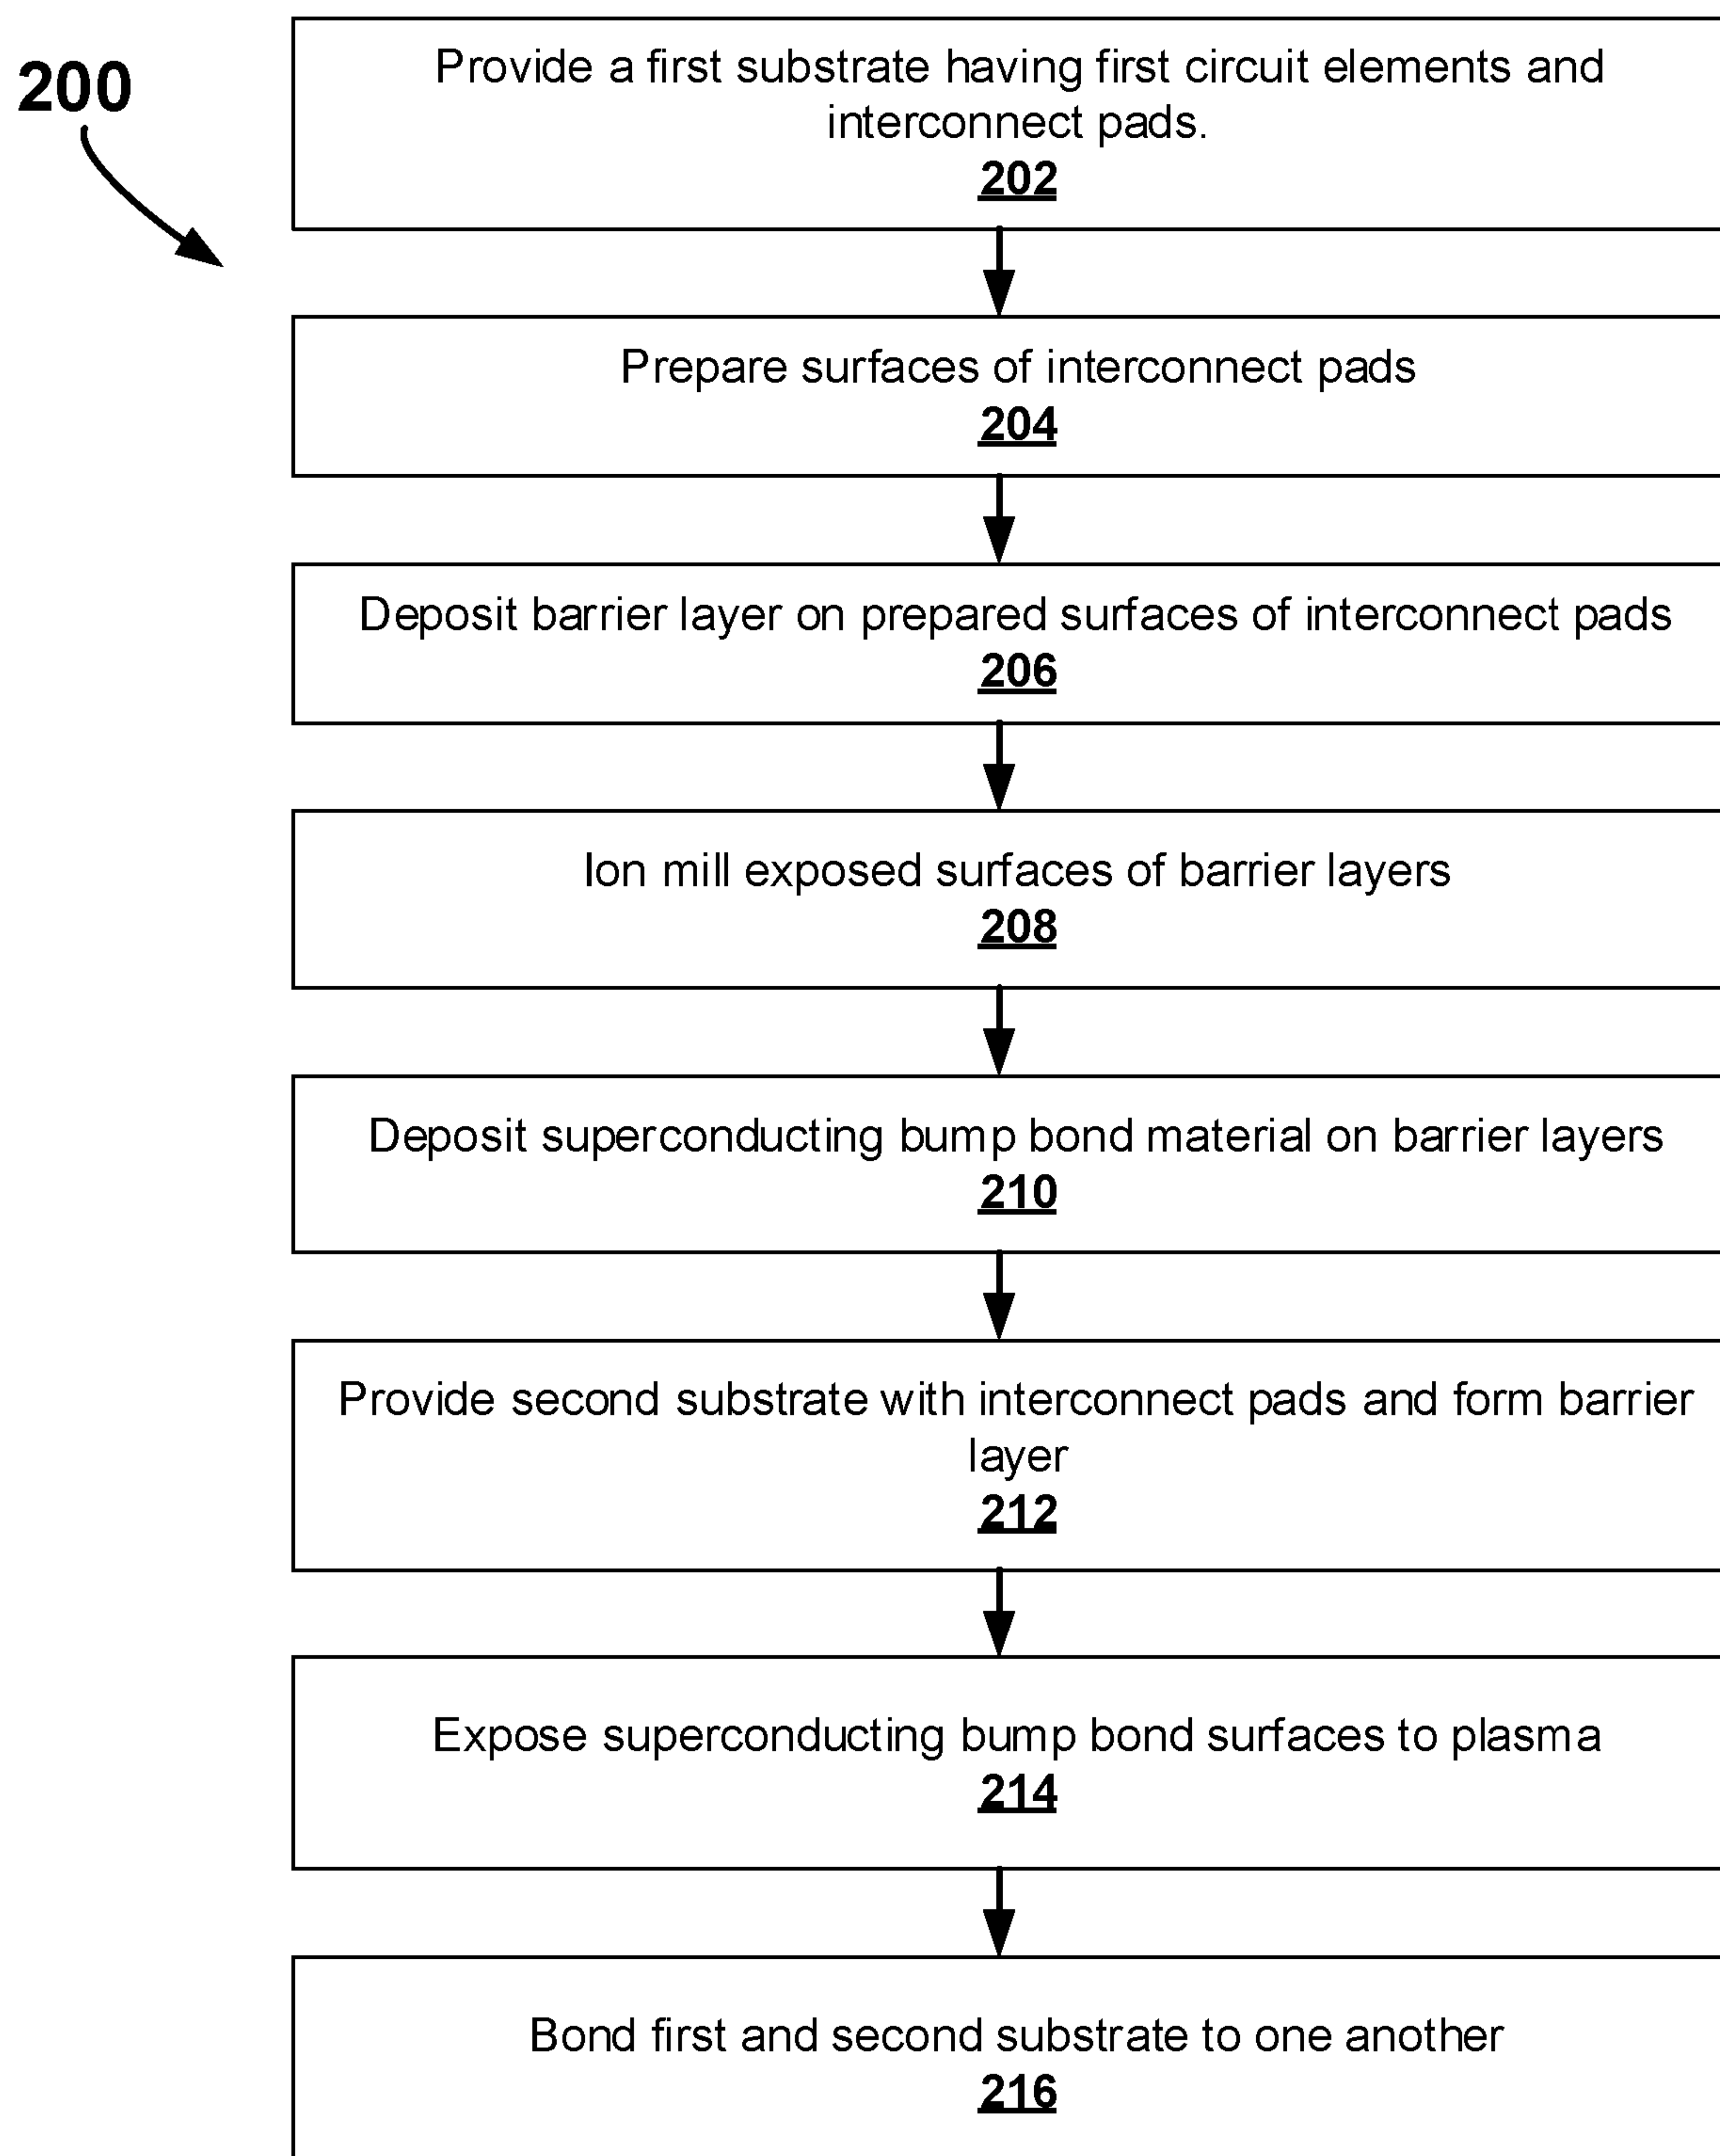 200
Provide a first substrate having first circuit elements and
interconnect pads.
202
Prepare surfaces of interconnect pads
204
Deposit barrier layer on prepared surfaces of interconnect pads
206
Ion mill exposed surfaces of barrier layers
208
Deposit superconducting bump bond material on barrier layers
210
Provide second substrate with interconnect pads and form barrier
layer
212
Expose superconducting bump bond surfaces to plasma
214
Bond first and second substrate to one another
216